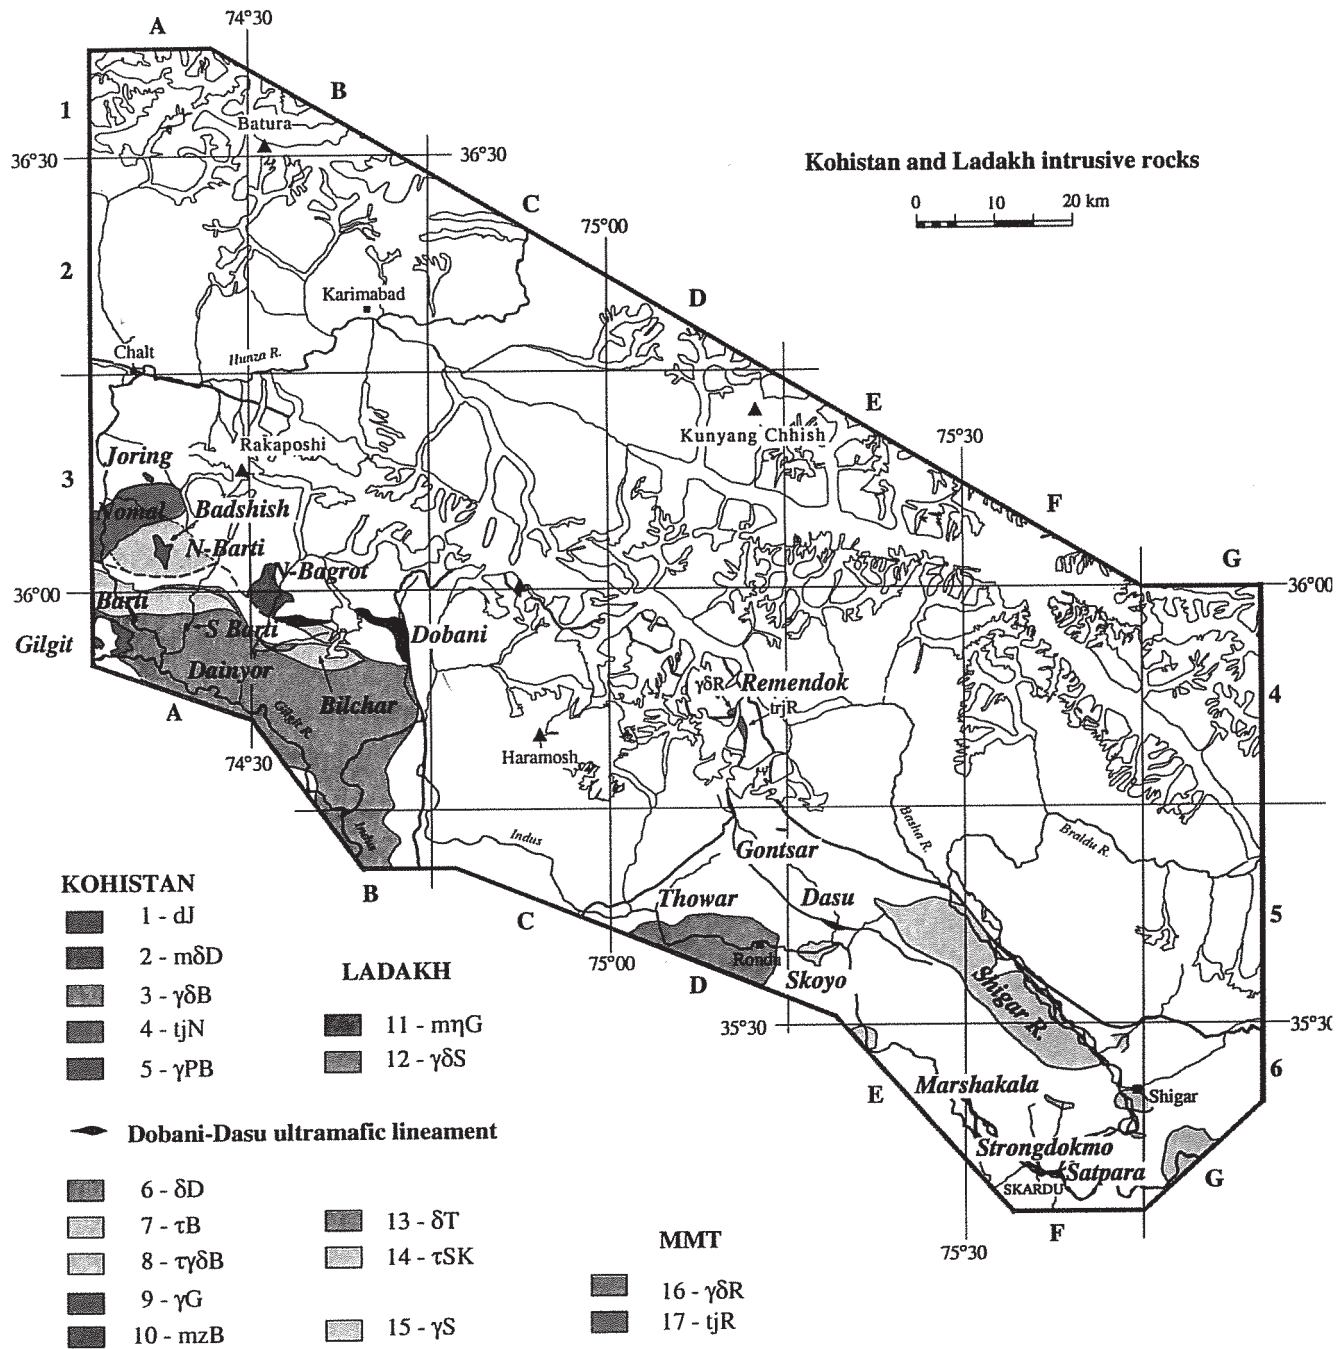 A
74°30
B
1
Batura
36°30
36°30
Kohistan and Ladakh intrusive rocks
0 10 20 km
C
75°00
2
Karimabad
D
Chalt
Hunza R.
E
Kunyang Chhish
75°30
Rakaposhi
Joring
3
F
Nomal
Badshish
N-Barti
G
N-Bagrot
36°00
36°00
Barti
S Barti
Dobani
Gilgit
Dainyor
γδR
Remendok
trjR
4
A
Gilgit R.
Bilchar
Haramosh
74°30
Indus
Indus
Basha R.
Braldu R.
Gontsar
B
Thowar
Dasu
C
5
Rondu
75°00
D
Skoyo
Shigar R.
35°30
35°30
6
E
Marshakala
Shigar
Strongdokmo
Satpara
SKARDU
G
F
75°30
KOHISTAN
1 - dJ
2 - mδD
3 - γδB
4 - tjN
5 - γPB
LADAKH
11 - mηG
12 - γδS
Dobani-Dasu ultramafic lineament
6 - δD
7 - τB
8 - τγδB
9 - γG
10 - mzB
13 - δT
14 - τSK
15 - γS
MMT
16 - γδR
17 - tjR